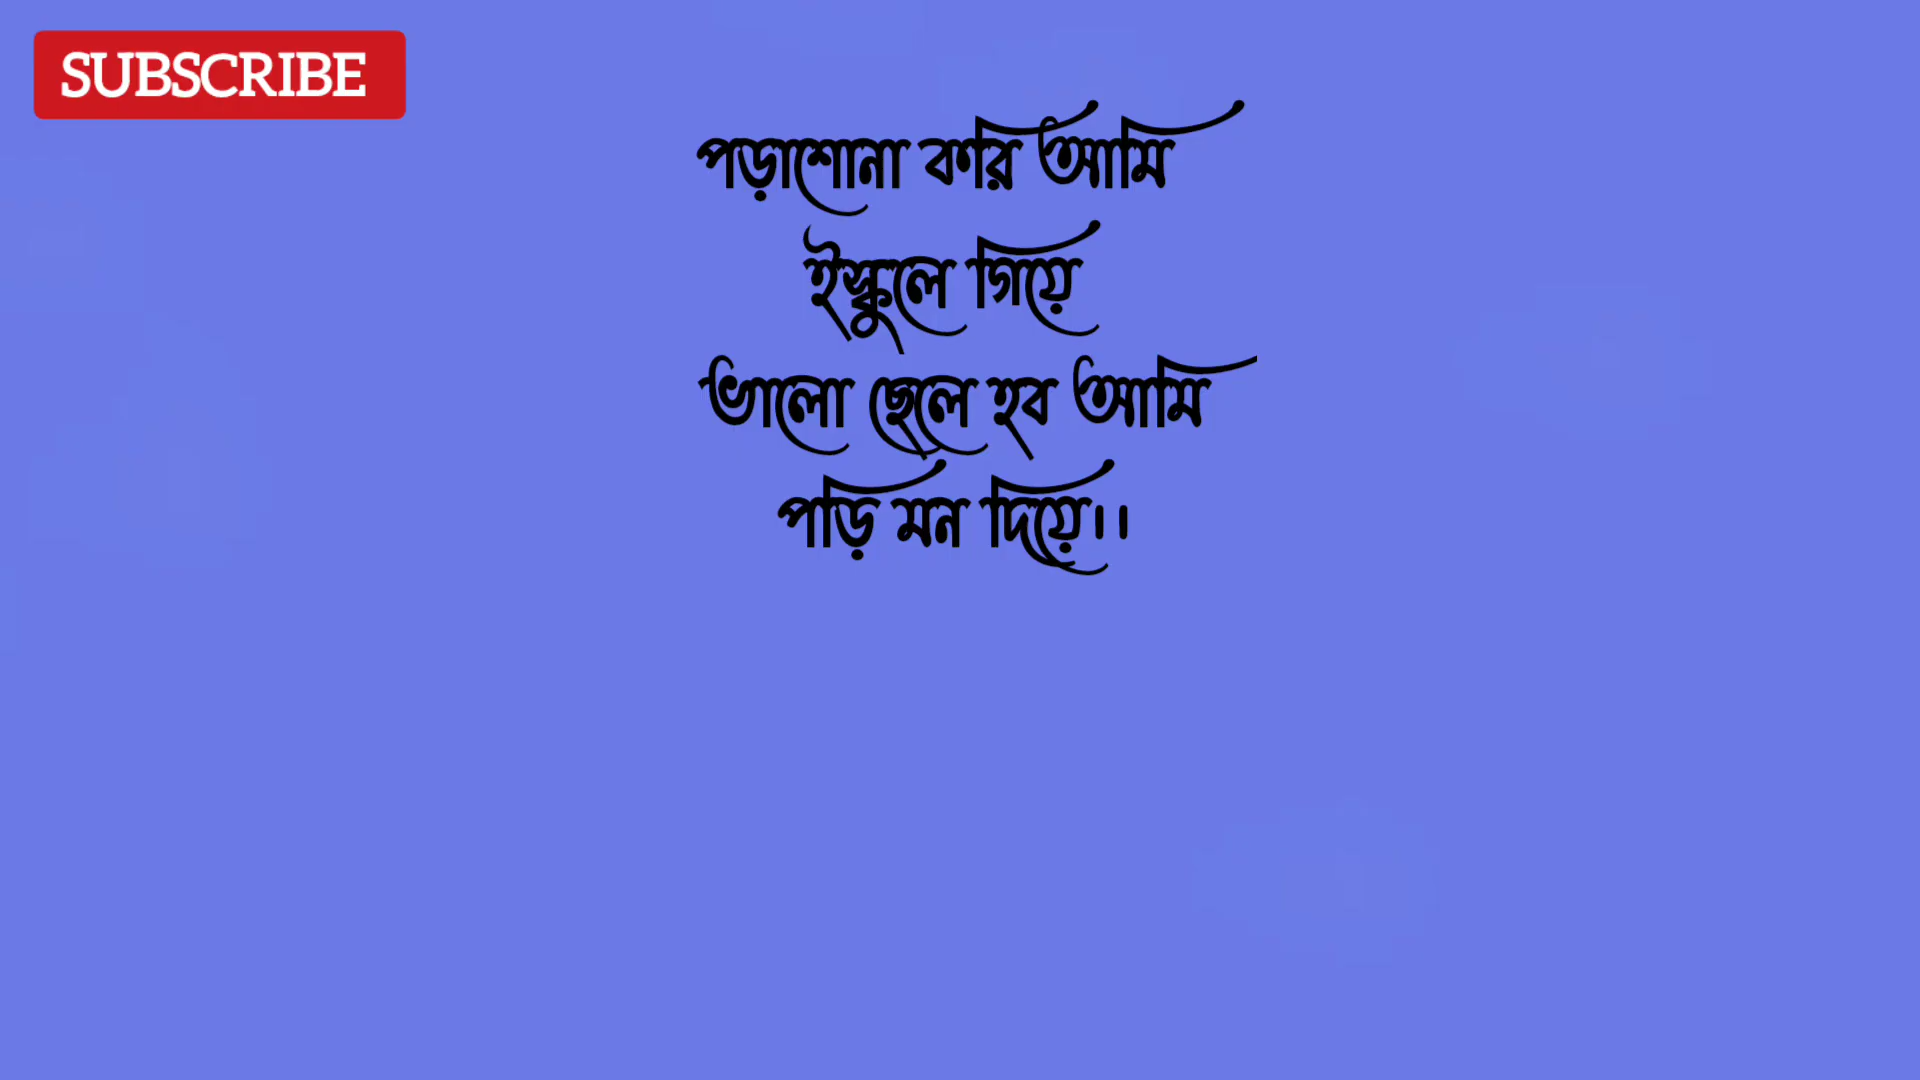 SUBSCRIBE
পড়াশোনা করি আমি
ইস্কুলে গিয়ে
ভালো ছেলে হব আমি
পড়ি মন দিয়ে।।